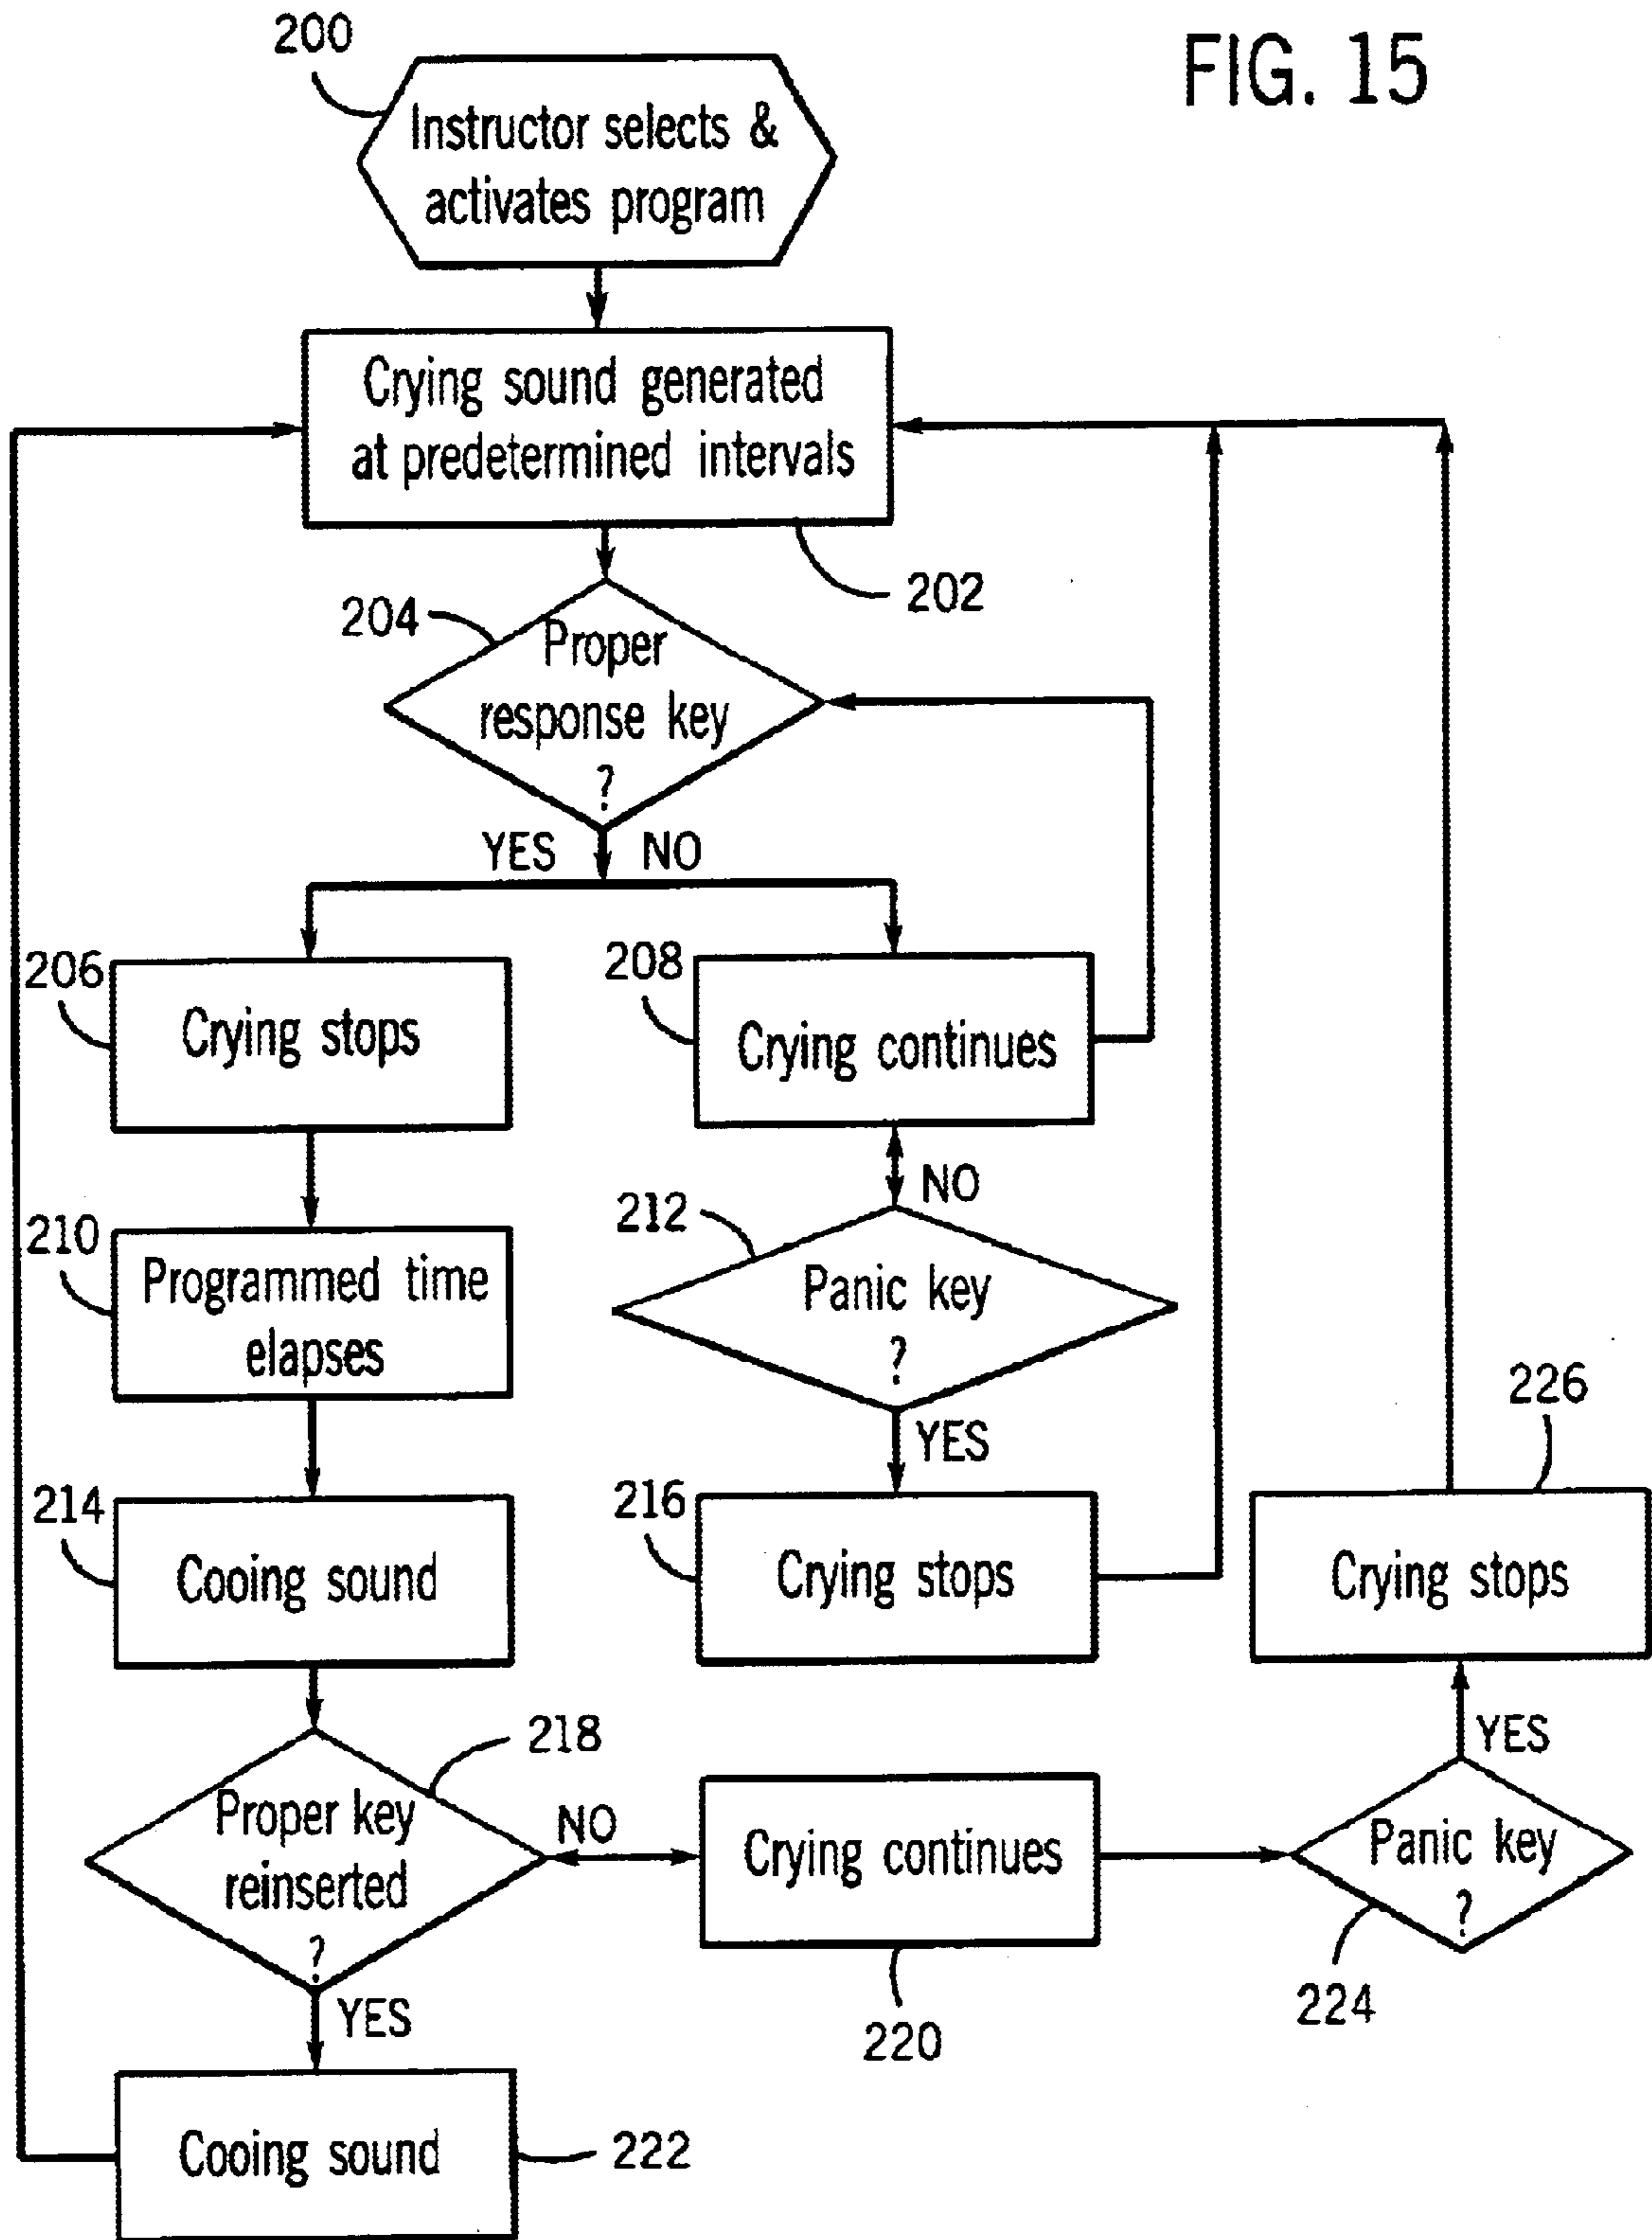 FIG. 15
200
Instructor selects &
activates program
Crying sound generated
at predetermined intervals
202
204
Proper
response key
?
YES
NO
206
Crying stops
208
Crying continues
NO
210
Programmed time
elapses
212
Panic key
?
YES
214
Cooing sound
216
Crying stops
226
Crying stops
218
Proper key
reinserted
?
NO
YES
Crying continues
220
YES
Panic key
?
224
Cooing sound
222